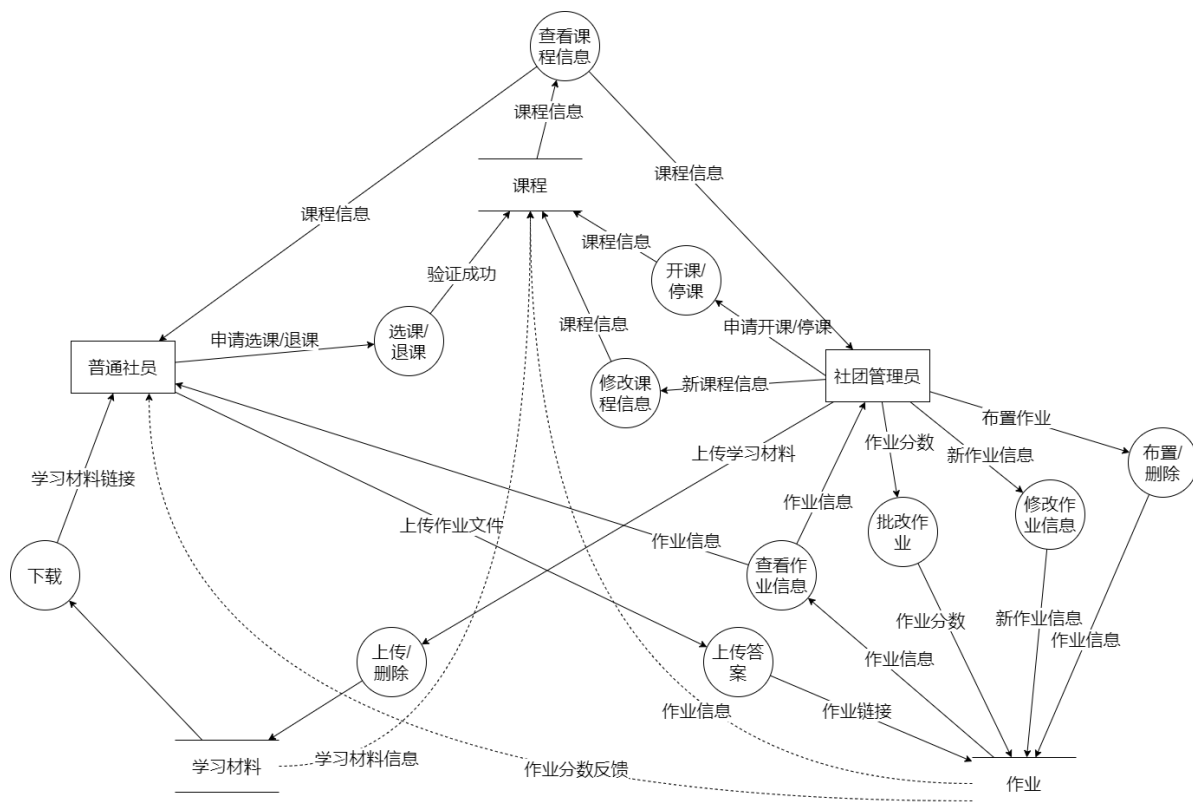 查看课
程信息
课程信息
课程
课程信息
课程信息
课程信息
验证成功
开课/
停课
申请选课/退课
选课/
退课
课程信息
申请开课/停课
普通社员
社团管理员
修改课
程信息
新课程信息
布置作业
作业分数
上传学习材料
新作业信息
布置/
删除
学习材料链接
作业信息
修改作
业信息
上传作业文件
批改作
业
作业信息
下载
查看作
业信息
作业分数
新作业信息
作业信息
上传/
删除
上传答
案
作业信息
作业信息
作业链接
学习材料
学习材料信息
作业分数反馈
作业